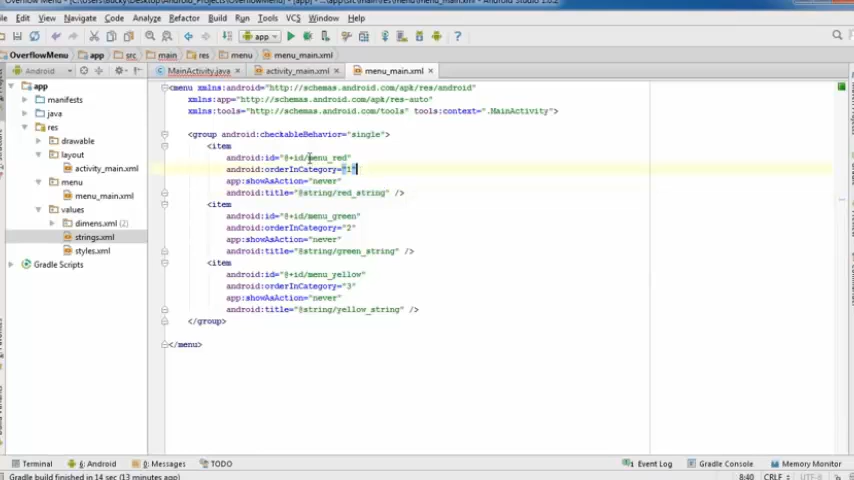 Edit View Navigate Code Analyze Refactor Build Run Tools VCS Window Help
app
OverflowMenu app src main res menu menu_main.xml
Android MainActivity.java activity_main.xml menu_main.xml
app
manifests
java
res
drawable
layout
activity_main.xml
menu
menu_main.xml
values
dimens.xml (2)
strings.xml
styles.xml
Gradle Scripts
<menu xmlns:android="http://schemas.android.com/apk/res/android"
xmlns:app="http://schemas.android.com/apk/res-auto"
xmlns:tools="http://schemas.android.com/tools" tools:context=".MainActivity">
<group android:checkableBehavior="single">
<item
android:id="@+id/menu_red"
android:orderInCategory="1"
app:showAsAction="never"
android:title="@string/red_string" />
<item
android:id="@+id/menu_green"
android:orderInCategory="2"
app:showAsAction="never"
android:title="@string/green_string" />
<item
android:id="@+id/menu_yellow"
android:orderInCategory="3"
app:showAsAction="never"
android:title="@string/yellow_string" />
</group>
</menu>
Terminal 6: Android 0: Messages TODO Event Log Gradle Console Memory Monitor
Gradle build finished in 14 sec (13 minutes ago) 8:40 CRLF UTF-8